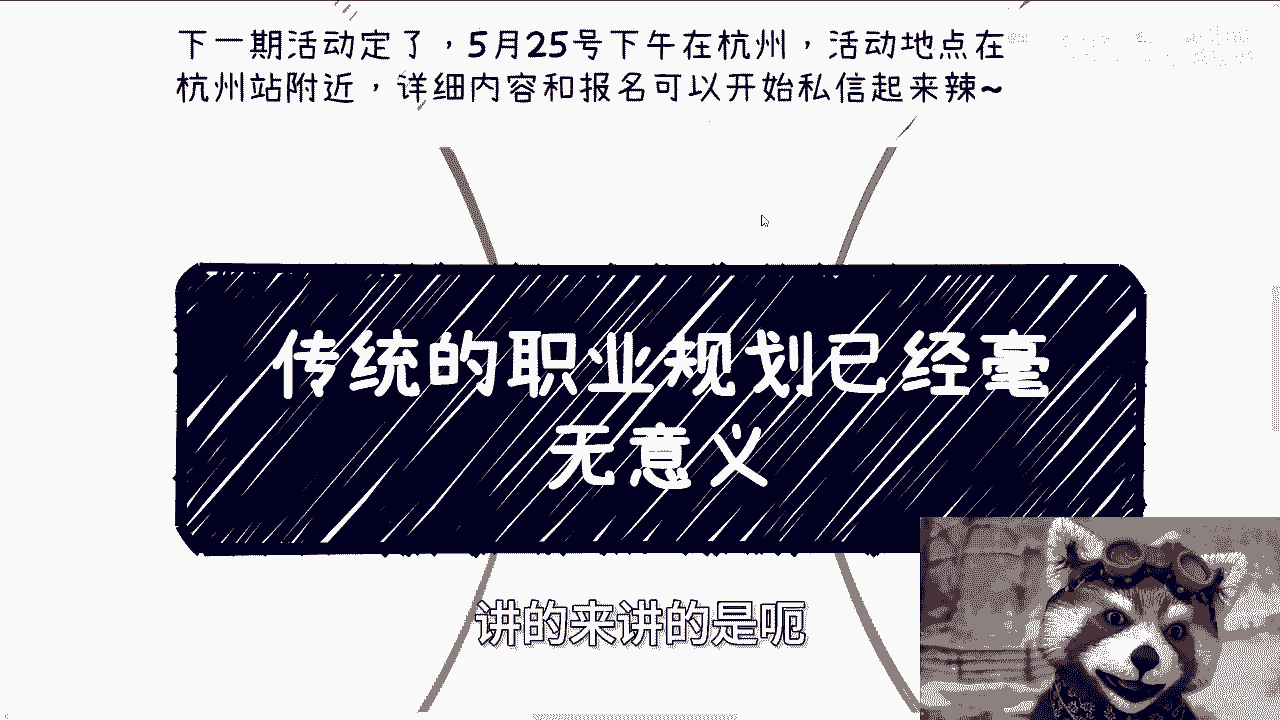 下一期活动定了，5月25号下午在杭州，活动地点在
杭州站附近，详细内容和报名可以开始私信起来辣~
传统的职业规划已经毫
无意义
讲的来讲的是呃